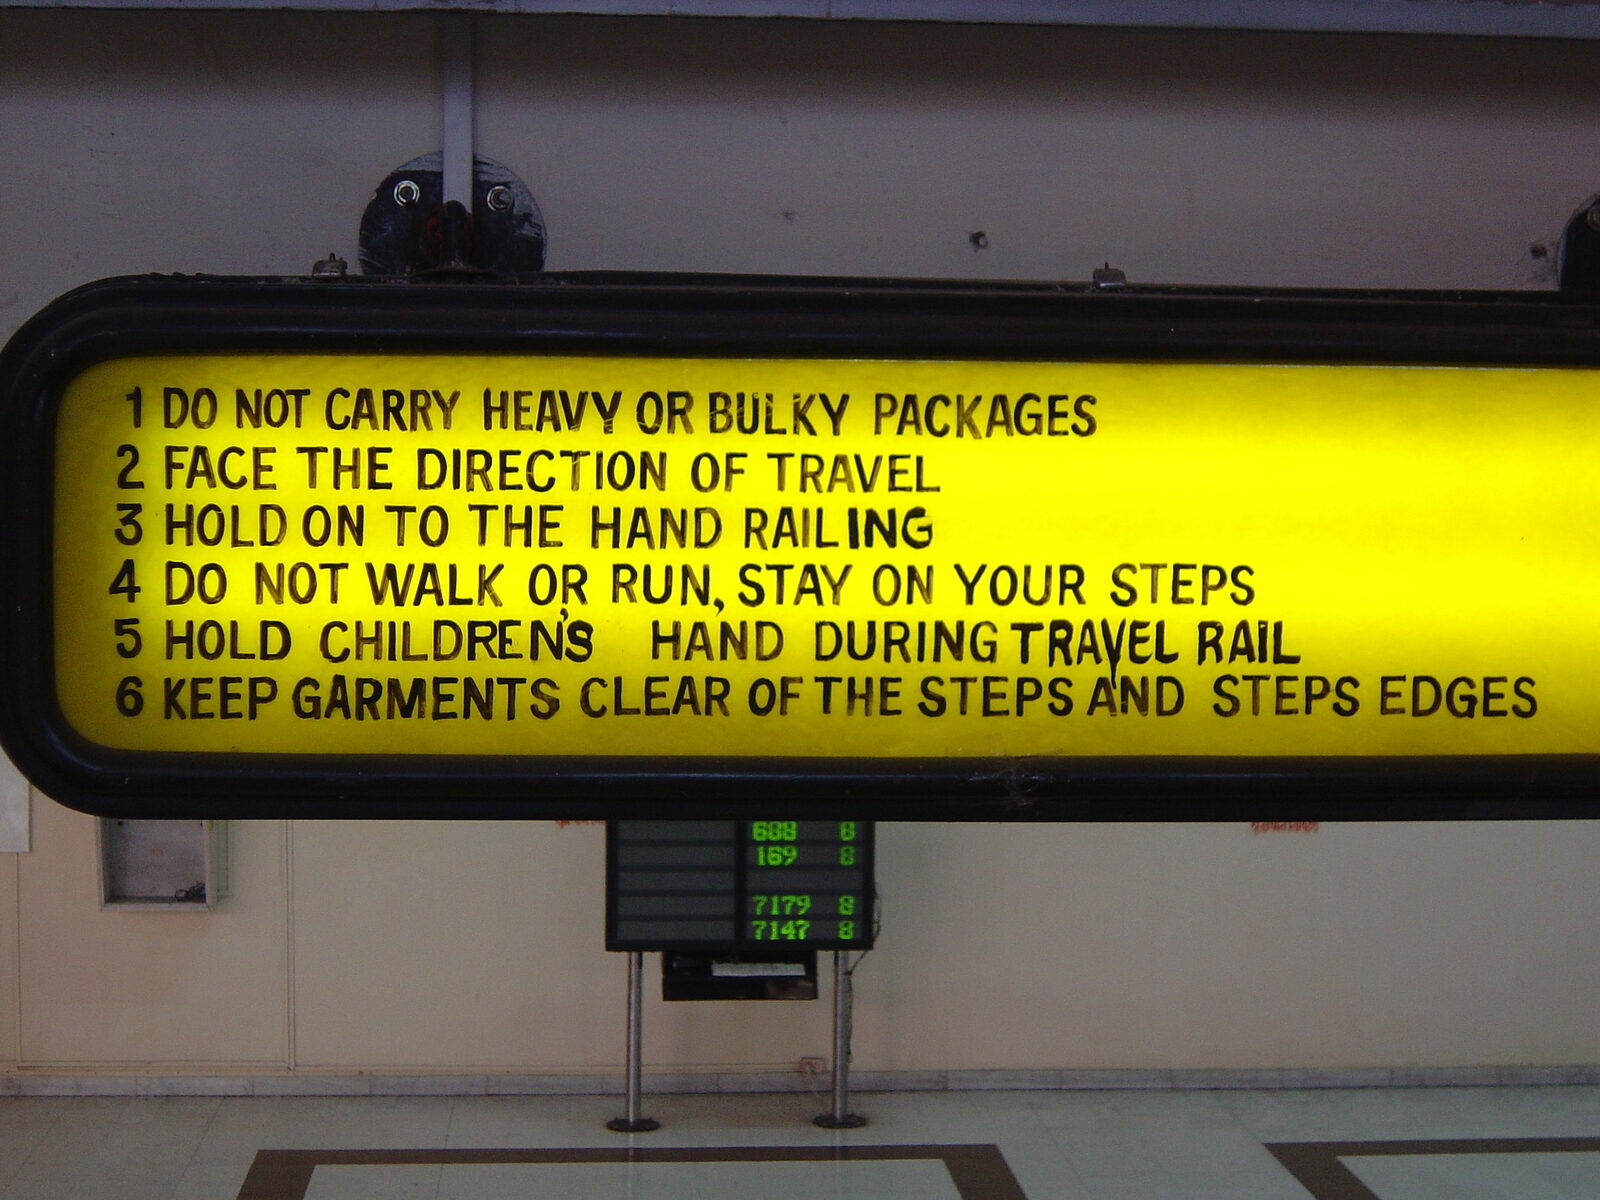 1 DO NOT CARRY HEAVY OR BULKY PACKAGES
2 FACE THE DIRECTION OF TRAVEL
3 HOLD ON TO THE HAND RAILING
4 DO NOT WALK OR, RUN, STAY ON YOUR STEPS
5 HOLD CHILDREN'S HAND DURING TRAVEL RAIL
6 KEEP GARMENTS CLEAR OF THE STEPS AND STEPS EDGES
688 8
169 8
7179 8
7147 8